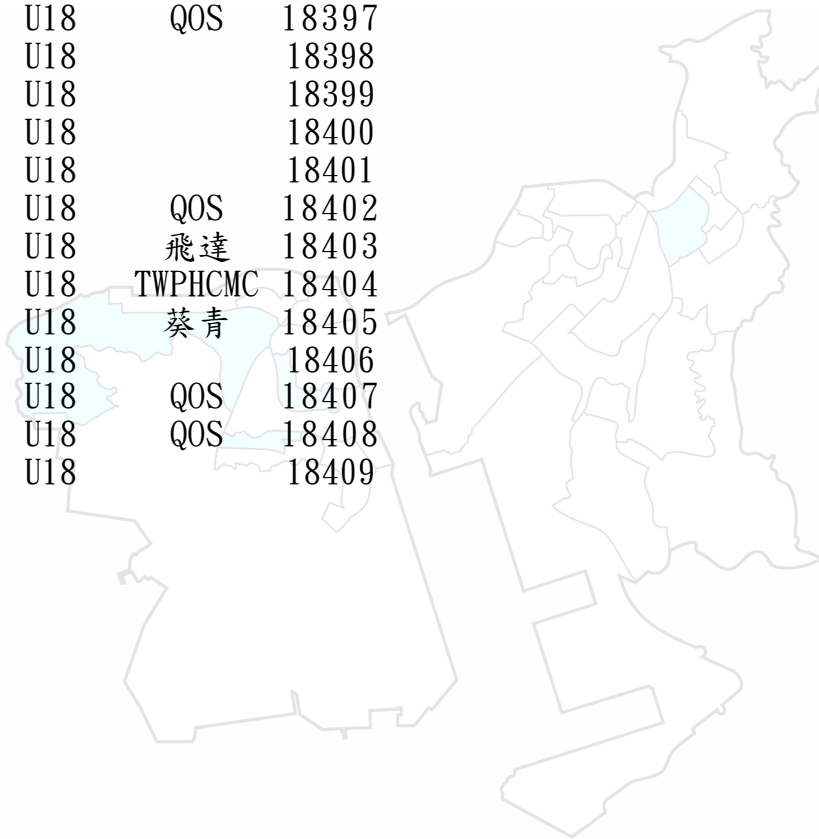 U18 QOS 18397
U18 18398
U18 18399
U18 18400
U18 18401
U18 QOS 18402
U18 飛達 18403
U18 TWPHCMC 18404
U18 葵青 18405
U18 18406
U18 QOS 18407
U18 QOS 18408
U18 18409